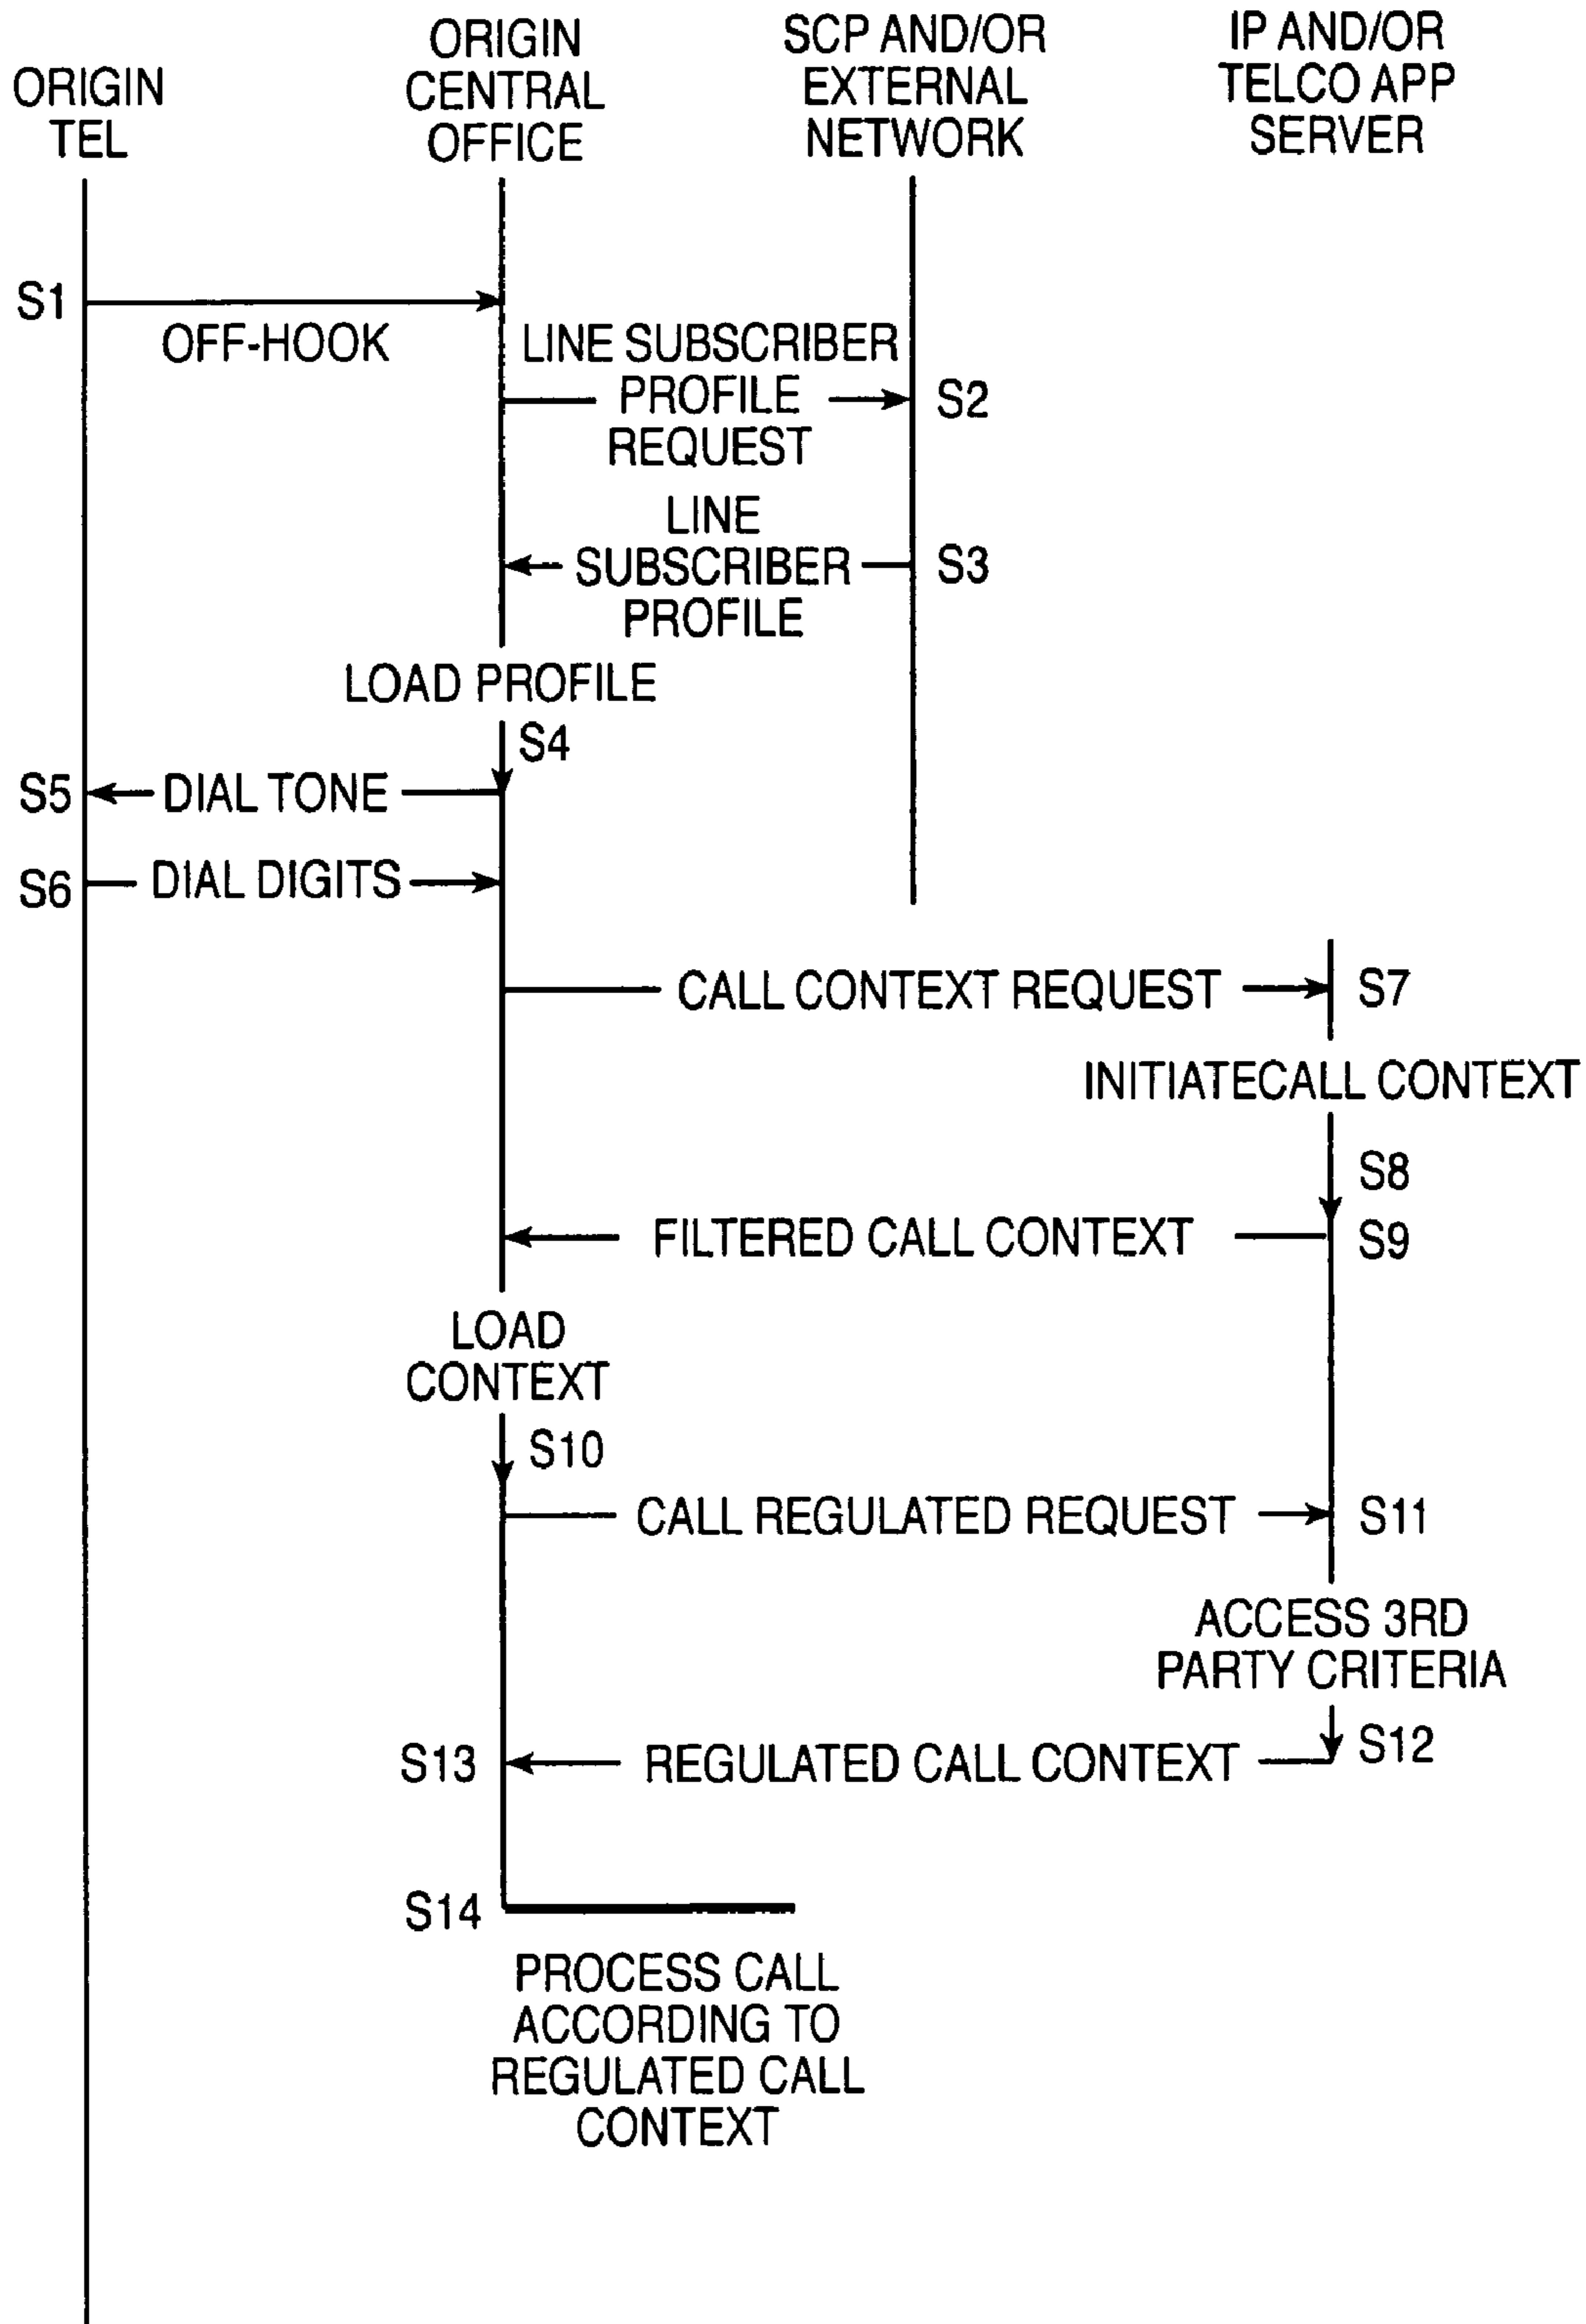 ORIGIN
TEL
ORIGIN
CENTRAL
OFFICE
SCP AND/OR
EXTERNAL
NETWORK
IP AND/OR
TELCO APP
SERVER
S1
OFF-HOOK
LINE SUBSCRIBER
PROFILE
REQUEST
S2
LINE
SUBSCRIBER
PROFILE
S3
LOAD PROFILE
S4
S5
DIAL TONE
S6
DIAL DIGITS
CALL CONTEXT REQUEST
S7
INITIATECALL CONTEXT
S8
FILTERED CALL CONTEXT
S9
LOAD
CONTEXT
S10
CALL REGULATED REQUEST
S11
ACCESS 3RD
PARTY CRITERIA
S12
S13
REGULATED CALL CONTEXT
S14
PROCESS CALL
ACCORDING TO
REGULATED CALL
CONTEXT